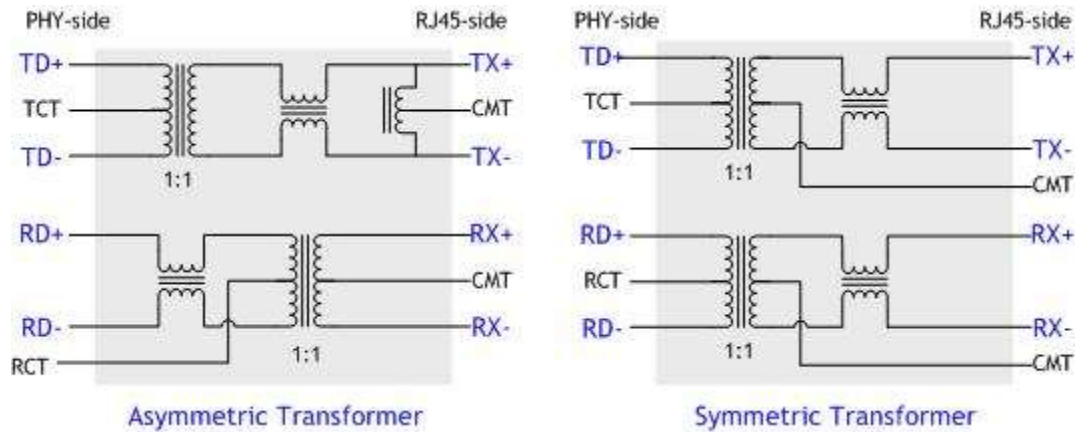 PHY-side RJ45-side
TD+ TX+
TCT CMT
TD- TX-
1:1
RD+ RX+
CMT
RD- RX-
RCT 1:1
Asymmetric Transformer
PHY-side RJ45-side
TD+ TX+
TCT
TD- TX-
1:1
CMT
RD+ RX+
RCT
RD- RX-
1:1
CMT
Symmetric Transformer